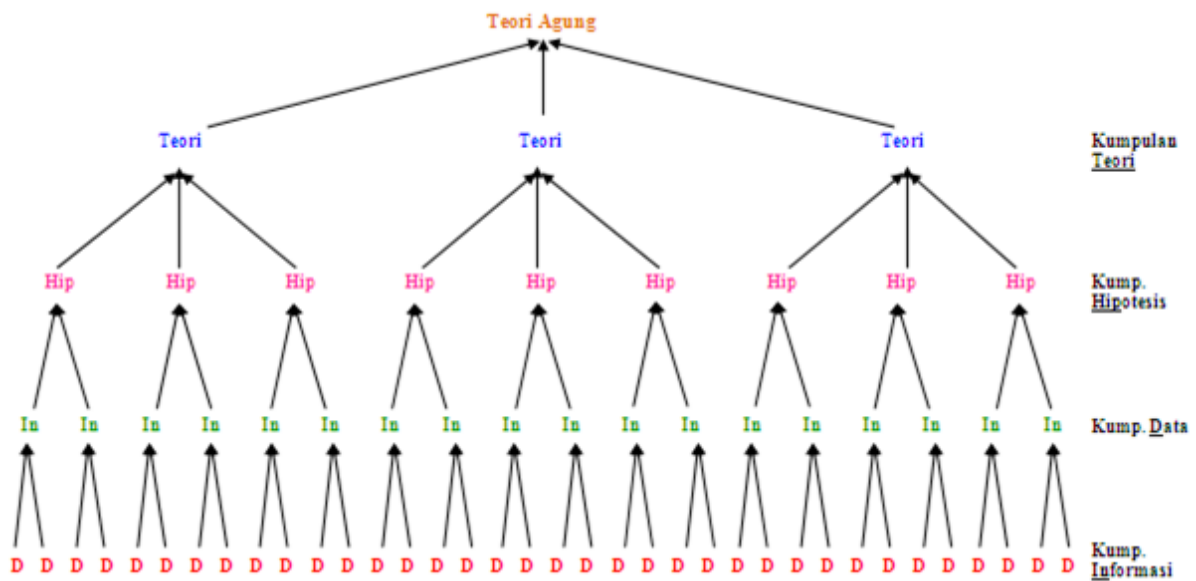 Teori Agung
Teori Teori Teori Kumpulan
Teori
Hip Hip Hip Hip Hip Hip Hip Hip Hip Kump.
Hipotesis
In In In In In In In In In In In In In In In In In In Kump. Data
D D D D D D D D D D D D D D D D D D D D D D D D D D D D D D D D D D D D Kump.
Informasi